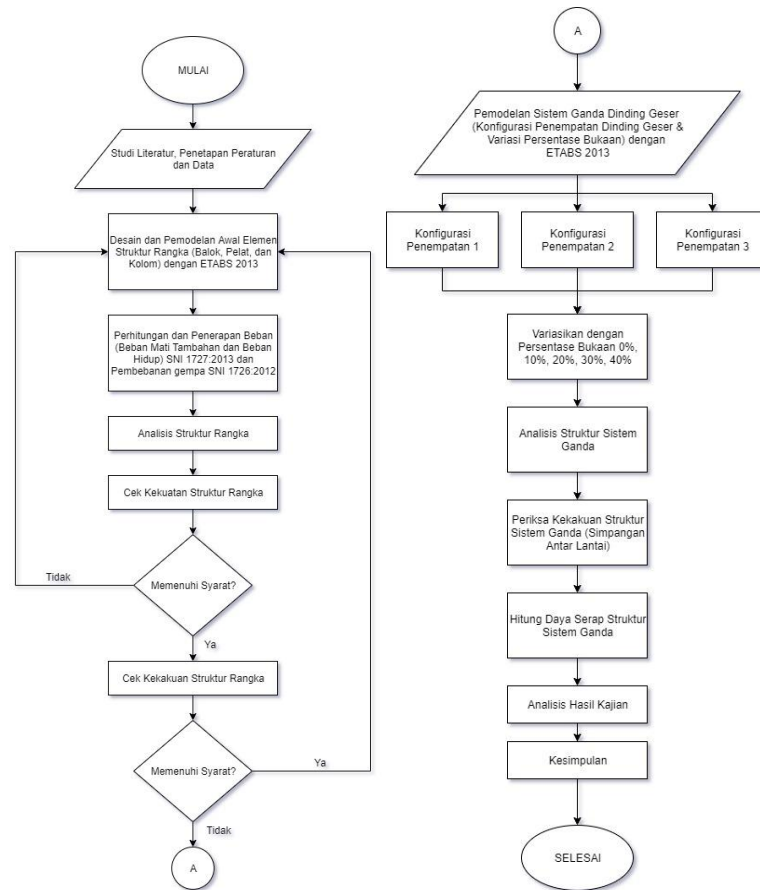 MULAI
Studi Literatur, Penetapan Peraturan
dan Data
Desain dan Pemodelan Awal Elemen
Struktur Rangka (Balok, Pelat, dan
Kolom) dengan ETABS 2013
Perhitungan dan Penerapan Beban
(Beban Mati Tambahan dan Beban
Hidup) SNI 1727:2013 dan
Pembebanan gempa SNI 1726:2012
Analisis Struktur Rangka
Cek Kekuatan Struktur Rangka
Memenuhi Syarat?
Tidak
Ya
Cek Kekakuan Struktur Rangka
Memenuhi Syarat?
Ya
Tidak
A
A
Pemodelan Sistem Ganda Dinding Geser
(Konfigurasi Penempatan Dinding Geser &
Variasi Persentase Bukaan) dengan
ETABS 2013
Konfigurasi
Penempatan 1
Konfigurasi
Penempatan 2
Konfigurasi
Penempatan 3
Variasikan dengan
Persentase Bukaan 0%,
10%, 20%, 30%, 40%
Analisis Struktur Sistem
Ganda
Periksa Kekakuan Struktur
Sistem Ganda (Simpangan
Antar Lantai)
Hitung Daya Serap Struktur
Sistem Ganda
Analisis Hasil Kajian
Kesimpulan
SELESAI